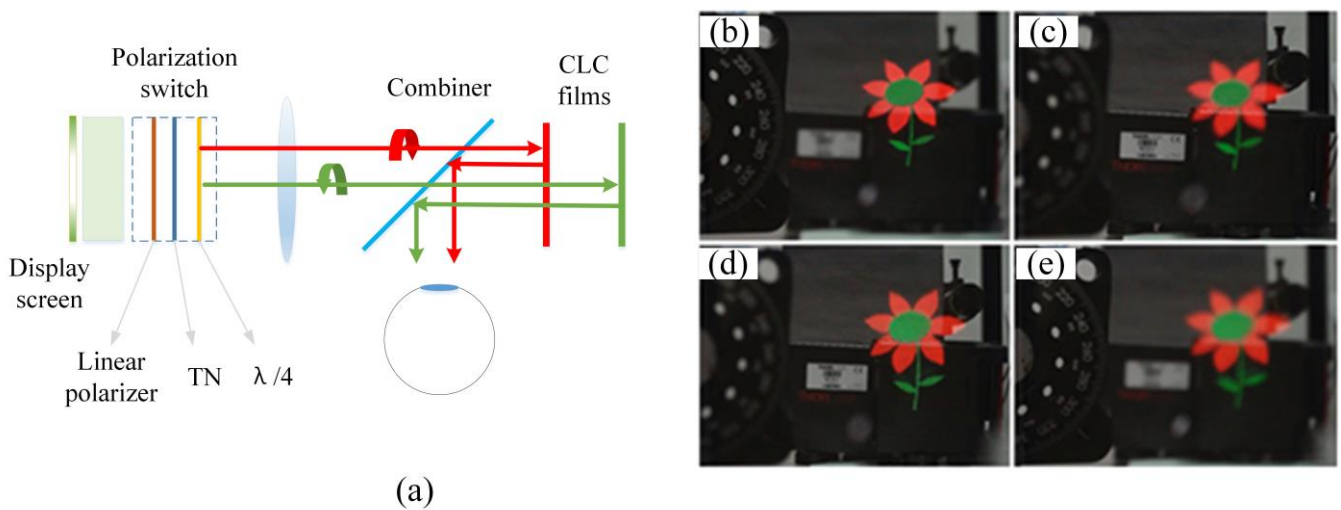 Polarization
switch
Combiner
CLC
films
Display
screen
Linear
polarizer
TN
λ /4
(a)
(b)
(c)
(d)
(e)